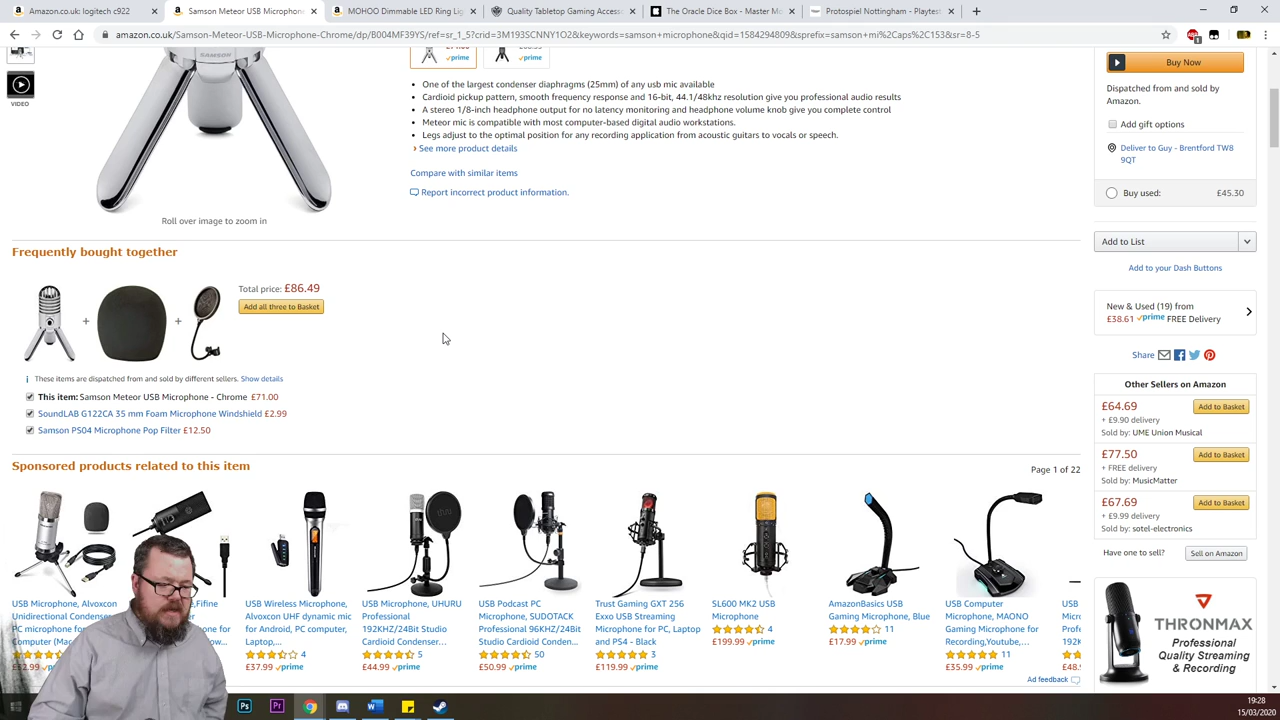 Amazon.co.uk: logitech c922
Samson Meteor USB Microphone
MOHOO Dimmable LED Ring Lig
Quality Tabletop Gaming Access
The Oracle Dice Box - Master Mo
Protospiel Nottingham - Playtest
amazon.co.uk/Samson-Meteor-USB-Microphone-Chrome/dp/B004MF39YS/ref=sr_1_5?crid=3M193SCNNY1O2&keywords=samson+microphone&qid=1584294809&sprefix=samson+mi%2Caps%2C153&sr=8-5
VIDEO
SAMSON
prime
prime
One of the largest condenser diaphragms (25mm) of any usb mic available
Cardioid pickup pattern, smooth frequency response and 16-bit, 44.1/48khz resolution give you professional audio results
A stereo 1/8-inch headphone output for no latency monitoring and headphone volume knob give you complete control
Meteor mic is compatible with most computer-based digital audio workstations.
Legs adjust to the optimal position for any recording application from acoustic guitars to vocals or speech.
› See more product details
Compare with similar items
Report incorrect product information.
Roll over image to zoom in
Buy Now
Dispatched from and sold by
Amazon.
Add gift options
Deliver to Guy - Brentford TW8
9QT
Buy used:
£45.30
Add to List
Add to your Dash Buttons
New & Used (19) from
£38.61 prime FREE Delivery
Share
Frequently bought together
Total price: £86.49
Add all three to Basket
+
+
i These items are dispatched from and sold by different sellers. Show details
This item: Samson Meteor USB Microphone - Chrome £71.00
SoundLAB G122CA 35 mm Foam Microphone Windshield £2.99
Samson PS04 Microphone Pop Filter £12.50
Other Sellers on Amazon
£64.69
Add to Basket
+ £9.90 delivery
Sold by: UME Union Musical
£77.50
Add to Basket
+ FREE delivery
Sold by: MusicMatter
£67.69
Add to Basket
+ £9.99 delivery
Sold by: sotel-electronics
Have one to sell?
Sell on Amazon
Sponsored products related to this item
Page 1 of 22
USB Microphone, Alvoxcon
Unidirectional Condens
PC microphone for
Computer (Ma
,Fifine
USB
one for
w...
USB Wireless Microphone,
Alvoxcon UHF dynamic mic
for Android, PC computer,
Laptop,...
4
£37.99 prime
USB Microphone, UHURU
Professional
192KHZ/24Bit Studio
Cardioid Condenser...
5
£44.99 prime
USB Podcast PC
Microphone, SUDOTACK
Professional 96KHZ/24Bit
Studio Cardioid Conden...
50
£50.99 prime
Trust Gaming GXT 256
Exxo USB Streaming
Microphone for PC, Laptop
and PS4 - Black
3
£119.99 prime
SL600 MK2 USB
Microphone
4
£199.99 prime
AmazonBasics USB
Gaming Microphone, Blue
11
£17.99 prime
USB Computer
Microphone, MAONO
Gaming Microphone for
Recording,Youtube,...
11
£35.99 prime
USB
Profe
192K
Cond
£48.
Ad feedback
THRONMAX
Professional
Quality Streaming
& Recording
Ps
Pr
19:28
15/03/2020